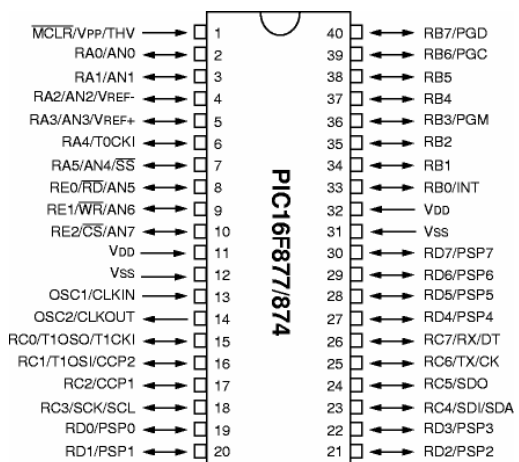 MCLR/VPP/THV 1 40 RB7/PGD
RA0/AN0 2 39 RB6/PGC
RA1/AN1 3 38 RB5
RA2/AN2/VREF- 4 37 RB4
RA3/AN3/VREF+ 5 36 RB3/PGM
RA4/T0CKI 6 35 RB2
RA5/AN4/SS 7 34 RB1
RE0/RD/AN5 8 33 RB0/INT
RE1/WR/AN6 9 32 VDD
RE2/CS/AN7 10 31 VSS
VDD 11 30 RD7/PSP7
VSS 12 29 RD6/PSP6
OSC1/CLKIN 13 28 RD5/PSP5
OSC2/CLKOUT 14 27 RD4/PSP4
RC0/T1OSO/T1CKI 15 26 RC7/RX/DT
RC1/T1OSI/CCP2 16 25 RC6/TX/CK
RC2/CCP1 17 24 RC5/SDO
RC3/SCK/SCL 18 23 RC4/SDI/SDA
RD0/PSP0 19 22 RD3/PSP3
RD1/PSP1 20 21 RD2/PSP2
PIC16F877/874